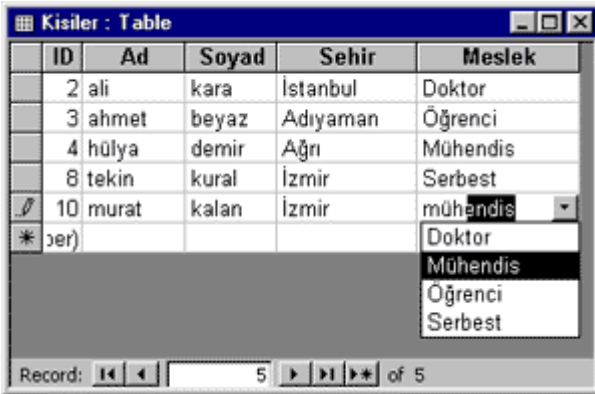 Kisiler : Table
ID Ad Soyad Sehir Meslek
2 ali kara İstanbul Doktor
3 ahmet beyaz Adıyaman Öğrenci
4 hülya demir Ağrı Mühendis
8 tekin kural İzmir Serbest
10 murat kalan İzmir mühendis
ber)
Doktor
Mühendis
Öğrenci
Serbest
Record: 5 of 5